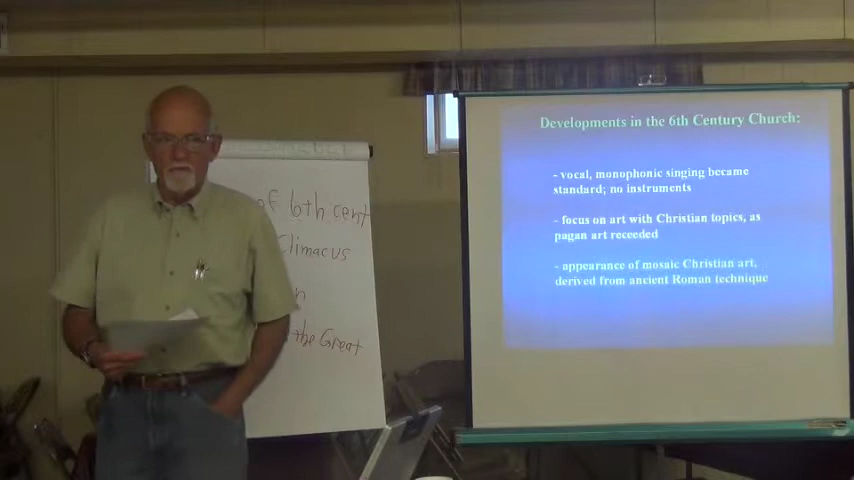 of 6th cent
Climacus
the Great
Developments in the 6th Century Church:
- vocal, monophonic singing became
standard; no instruments
- focus on art with Christian topics, as
pagan art receeded
- appearance of mosaic Christian art,
derived from ancient Roman technique